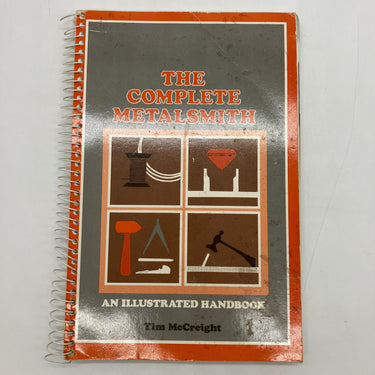 THE
COMPLETE
METALSMITH
AN ILLUSTRATED HANDBOOK
Tim McCreight